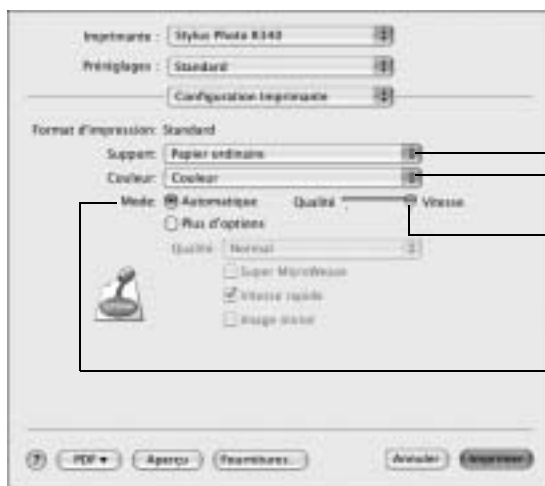 Imprimante : Stylus Photo R340
Préréglages : Standard
Configuration Imprimante
Format d'impression: Standard
Support: Papier ordinaire
Couleur: Couleur
Mode: Automatique Qualité Vitesse
Plus d'options
Qualité: Normal
Super MicroWeave
Vitesse rapide
Image miroir
? PDF Aperçu Fournitures... Annuler Imprimer